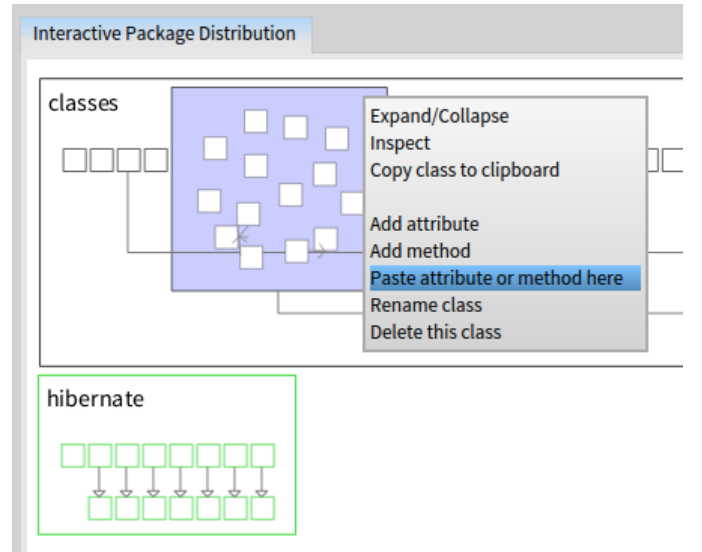 Interactive Package Distribution
classes
Expand/Collapse
Inspect
Copy class to clipboard
Add attribute
Add method
Paste attribute or method here
Rename class
Delete this class
hibernate